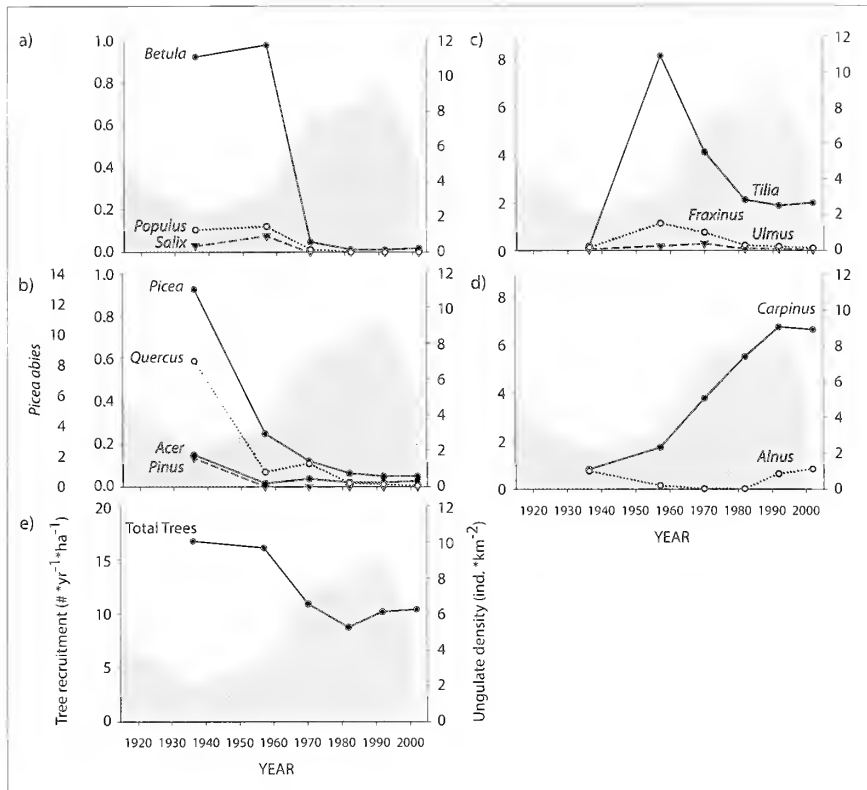 a)
1.0
0.8
0.6
0.4
0.2
0.0
Betula
Populus
Salix
12
10
8
6
4
2
0
c)
8
6
4
2
0
Tilia
Fraxinus
Ulmus
12
10
8
6
4
2
0
b)
Picea abies
14
12
10
8
6
4
2
0
1.0
0.8
0.6
0.4
0.2
0.0
Picea
Quercus
Acer
Pinus
12
10
8
6
4
2
0
d)
8
6
4
2
0
Carpinus
Alnus
12
10
8
6
4
2
0
1920 1930 1940 1950 1960 1970 1980 1990 2000
YEAR
e)
Tree recruitment (# *yr-1*ha-1)
20
15
10
5
0
Total Trees
12
10
8
6
4
2
0
Ungulate density (ind. *km-2)
1920 1930 1940 1950 1960 1970 1980 1990 2000
YEAR